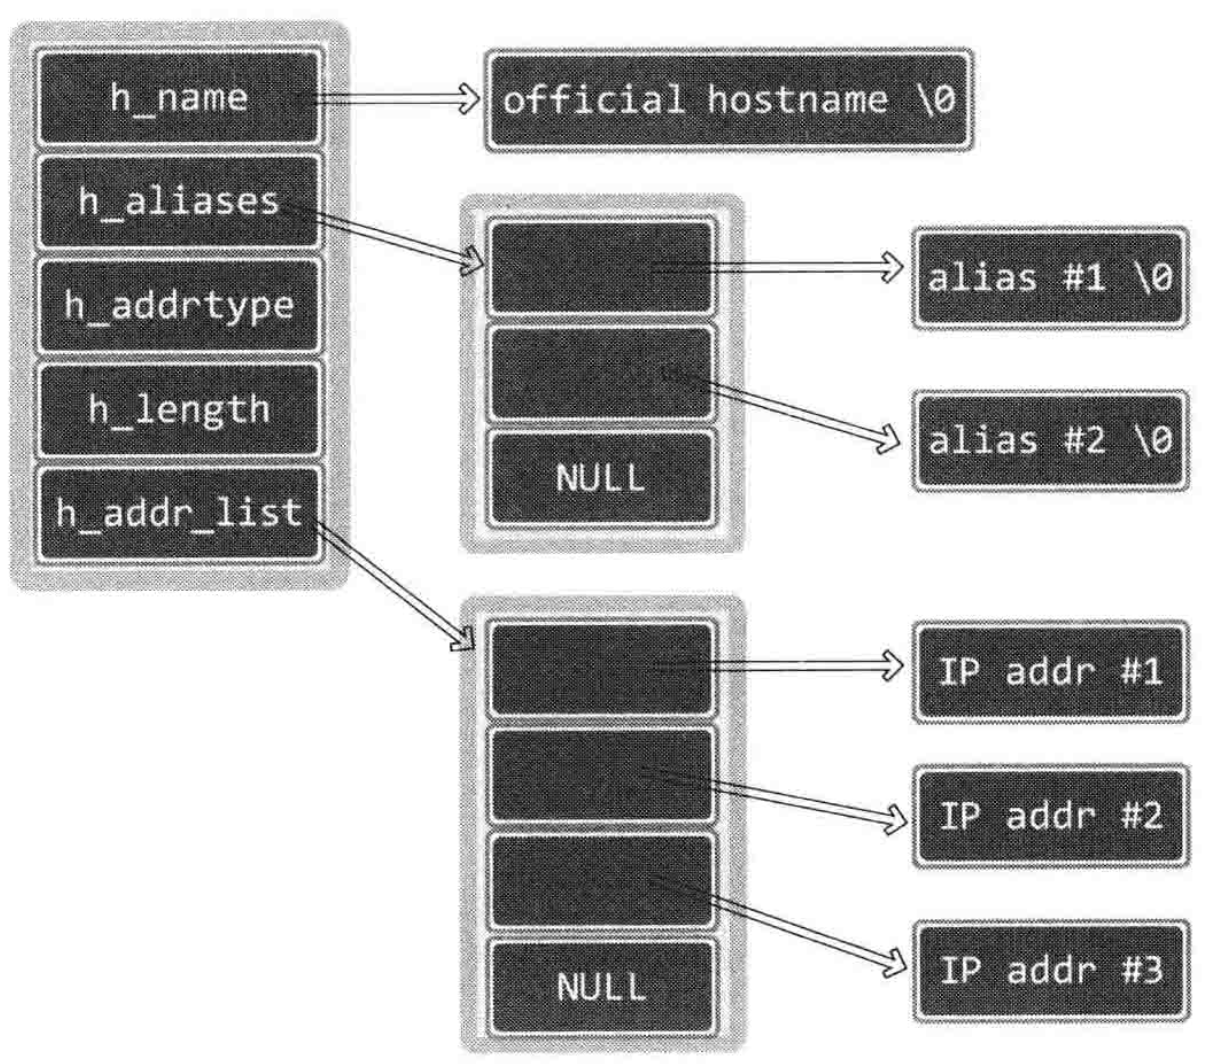 h_name
official hostname \0
h_aliases
h_addrtype
h_length
h_addr_list
alias #1 \0
alias #2 \0
NULL
IP addr #1
IP addr #2
IP addr #3
NULL